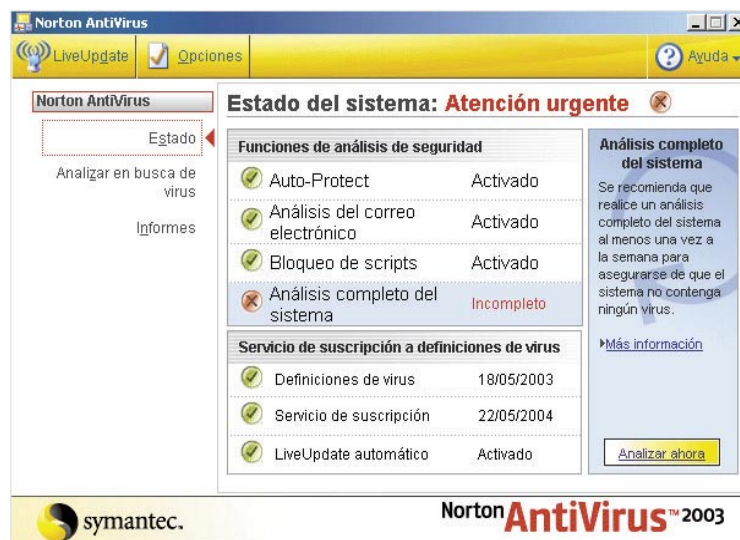 Norton AntiVirus
LiveUpdate
Opciones
Ayuda
Norton AntiVirus
Estado
Analizar en busca de
virus
Informes
Estado del sistema: Atención urgente
Funciones de análisis de seguridad
Auto-Protect Activado
Análisis del correo
electrónico Activado
Bloqueo de scripts Activado
Análisis completo del
sistema Incompleto
Servicio de suscripción a definiciones de virus
Definiciones de virus 18/05/2003
Servicio de suscripción 22/05/2004
LiveUpdate automático Activado
Análisis completo
del sistema
Se recomienda que
realice un análisis
completo del sistema
al menos una vez a
la semana para
asegurarse de que el
sistema no contenga
ningún virus.
Más información
Analizar ahora
symantec.
Norton AntiVirus™ 2003